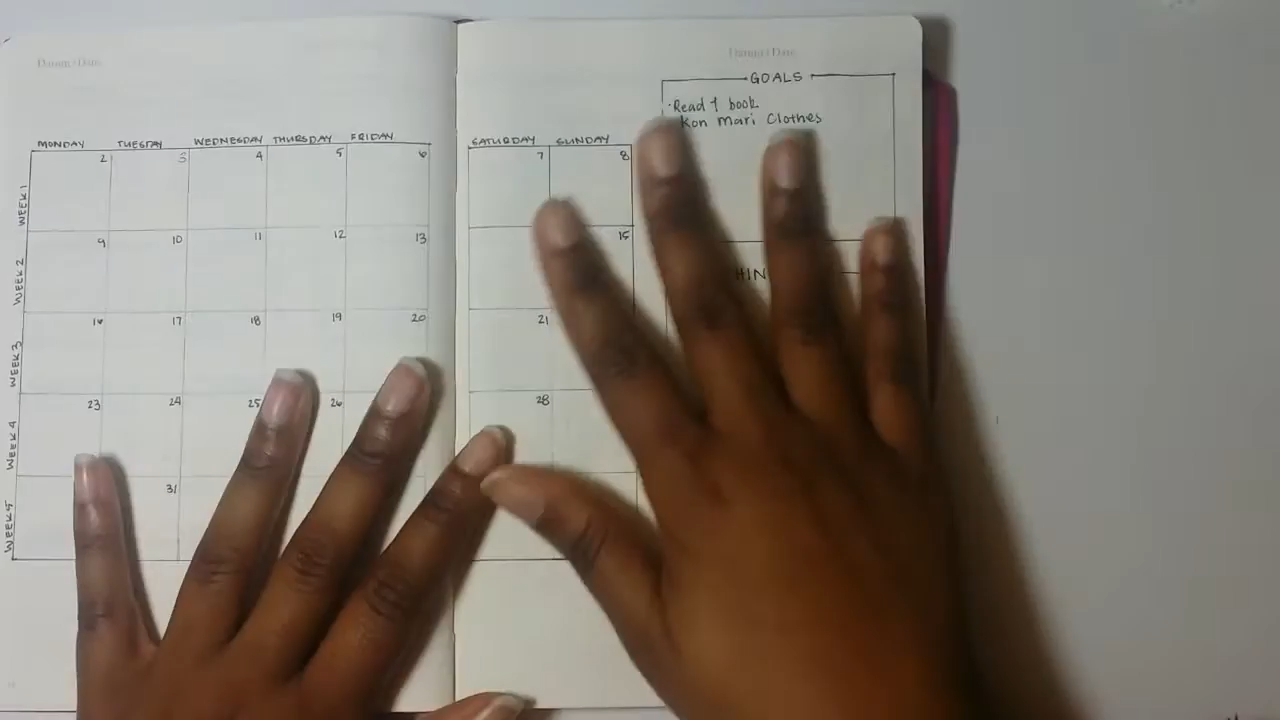 Datum/Date
Datum/Date
GOALS
·Read 1 book
Kon Mari Clothes
MONDAY TUESDAY WEDNESDAY THURSDAY FRIDAY SATURDAY SUNDAY
WEEK 1
2 3 4 5 6 7 8
WEEK 2
9 10 11 12 13 15
WEEK 3
16 17 18 19 20 21
WEEK 4
23 24 25 26 28
WEEK 5
31